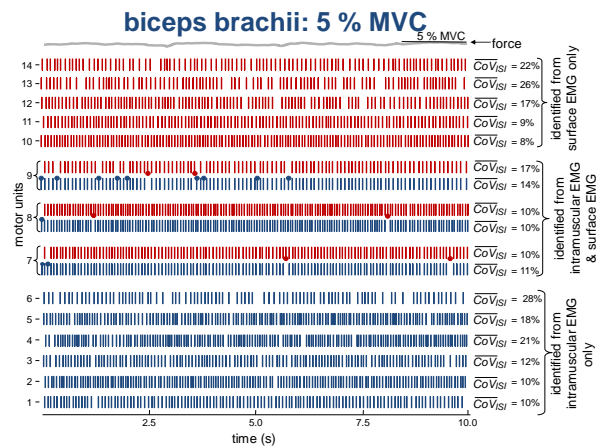 biceps brachii: 5 % MVC
5 % MVC
force
14 CoV_ISI = 22%
13 CoV_ISI = 26%
12 CoV_ISI = 17%
11 CoV_ISI = 9%
10 CoV_ISI = 8%
identified from
surface EMG only
9 CoV_ISI = 17%
CoV_ISI = 14%
8 CoV_ISI = 10%
CoV_ISI = 10%
7 CoV_ISI = 10%
CoV_ISI = 11%
identified from
intramuscular EMG
& surface EMG
6 CoV_ISI = 28%
5 CoV_ISI = 18%
4 CoV_ISI = 21%
3 CoV_ISI = 12%
2 CoV_ISI = 10%
1 CoV_ISI = 10%
identified from
intramuscular EMG
only
motor units
2.5 5.0 7.5 10.0
time (s)